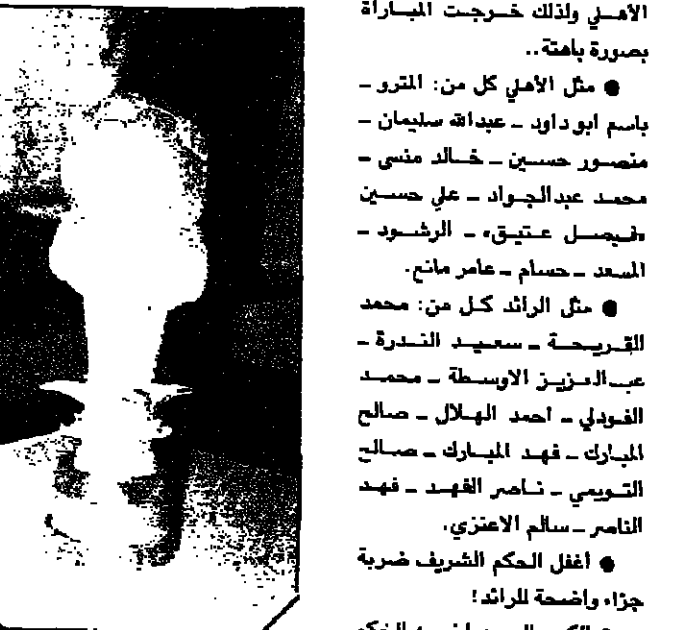 الأهلي ولذلك خرجت المباراة
بصورة باهتة..
● مثل الأهلي كل من: المترو ـ
باسم ابو داود ـ عبدالله سليمان ـ
منصور حسين ـ خالد منسي ـ
محمد عبدالجواد ـ علي حسين
«فيصل عتيق» ـ الرشود ـ
المسعد ـ حسام ـ عامر مانع.
● مثل الرائد كل من: محمد
القريحة ـ سعيد الندرة ـ
عبدالعزيز الاوسطة ـ محمد
الفودلي ـ احمد الهلال ـ صالح
المبارك ـ فهد المبارك ـ صالح
التويمي ـ ناصر الفهد ـ فهد
الناصر ـ سالم الاعتزي.
● أغفل الحكم الشريف ضربة
جزاء واضحة للرائد!